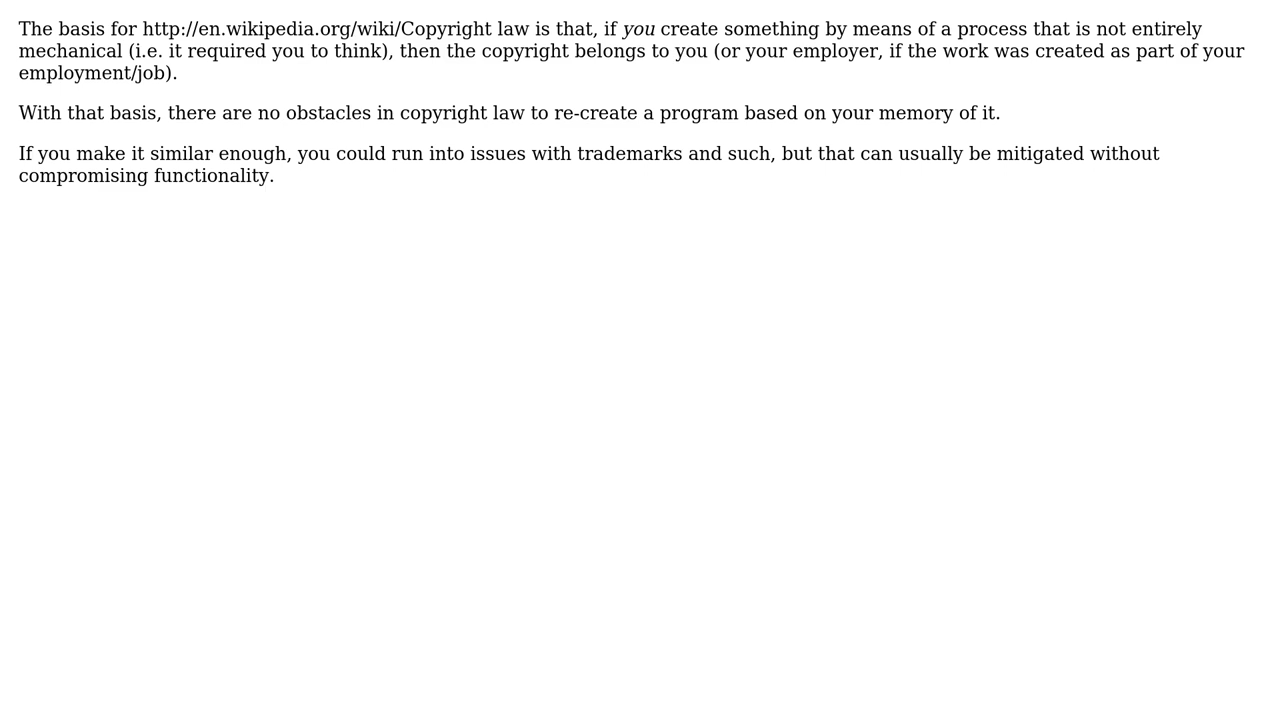 The basis for http://en.wikipedia.org/wiki/Copyright law is that, if you create something by means of a process that is not entirely
mechanical (i.e. it required you to think), then the copyright belongs to you (or your employer, if the work was created as part of your
employment/job).
With that basis, there are no obstacles in copyright law to re-create a program based on your memory of it.
If you make it similar enough, you could run into issues with trademarks and such, but that can usually be mitigated without
compromising functionality.